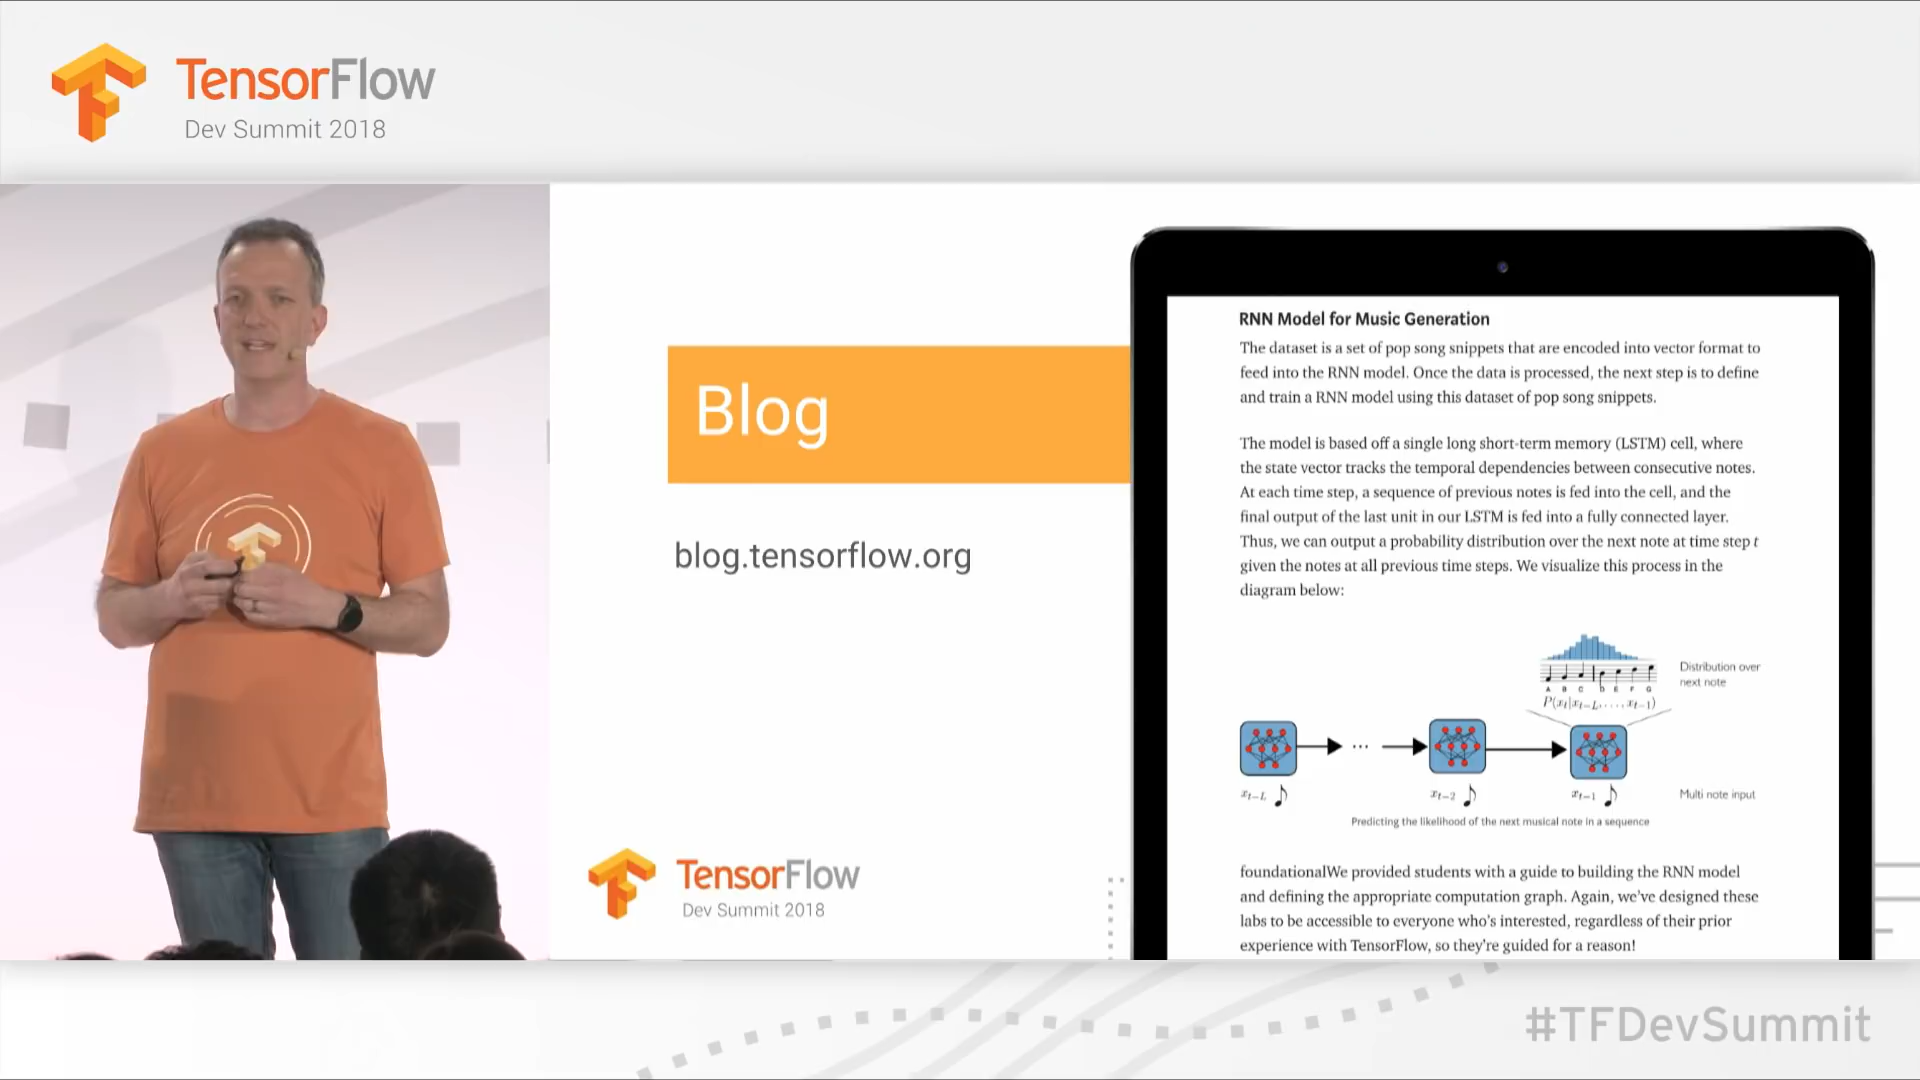 TensorFlow
Dev Summit 2018
Blog
blog.tensorflow.org
TensorFlow
Dev Summit 2018
RNN Model for Music Generation
The dataset is a set of pop song snippets that are encoded into vector format to
feed into the RNN model. Once the data is processed, the next step is to define
and train a RNN model using this dataset of pop song snippets.
The model is based off a single long short-term memory (LSTM) cell, where
the state vector tracks the temporal dependencies between consecutive notes.
At each time step, a sequence of previous notes is fed into the cell, and the
final output of the last unit in our LSTM is fed into a fully connected layer.
Thus, we can output a probability distribution over the next note at time step t
given the notes at all previous time steps. We visualize this process in the
diagram below:
Distribution over
next note
A B C D E F G
P(x_t|x_{t-L}, ..., x_{t-1})
...
x_{t-L} x_{t-2} x_{t-1} Multi note input
Predicting the likelihood of the next musical note in a sequence
foundationalWe provided students with a guide to building the RNN model
and defining the appropriate computation graph. Again, we've designed these
labs to be accessible to everyone who's interested, regardless of their prior
experience with TensorFlow, so they're guided for a reason!
#TFDevSummit